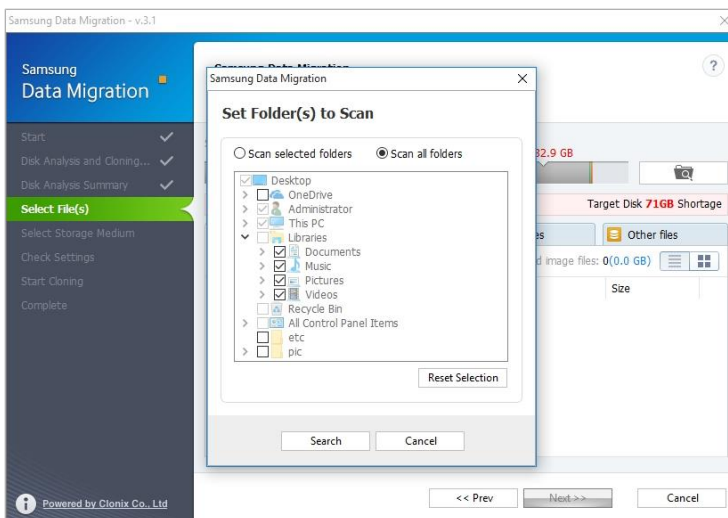 Samsung Data Migration - v.3.1
Samsung
Data Migration
Start
Disk Analysis and Cloning...
Disk Analysis Summary
Select File(s)
Select Storage Medium
Check Settings
Start Cloning
Complete
Powered by Clonix Co., Ltd
Samsung Data Migration
?
Samsung Data Migration
Set Folder(s) to Scan
Scan selected folders
Scan all folders
Desktop
OneDrive
Administrator
This PC
Libraries
Documents
Music
Pictures
Videos
Recycle Bin
All Control Panel Items
etc
pic
Reset Selection
Search
Cancel
32.9 GB
Target Disk 71GB Shortage
Other files
image files: 0(0.0 GB)
Size
<< Prev
Next >>
Cancel